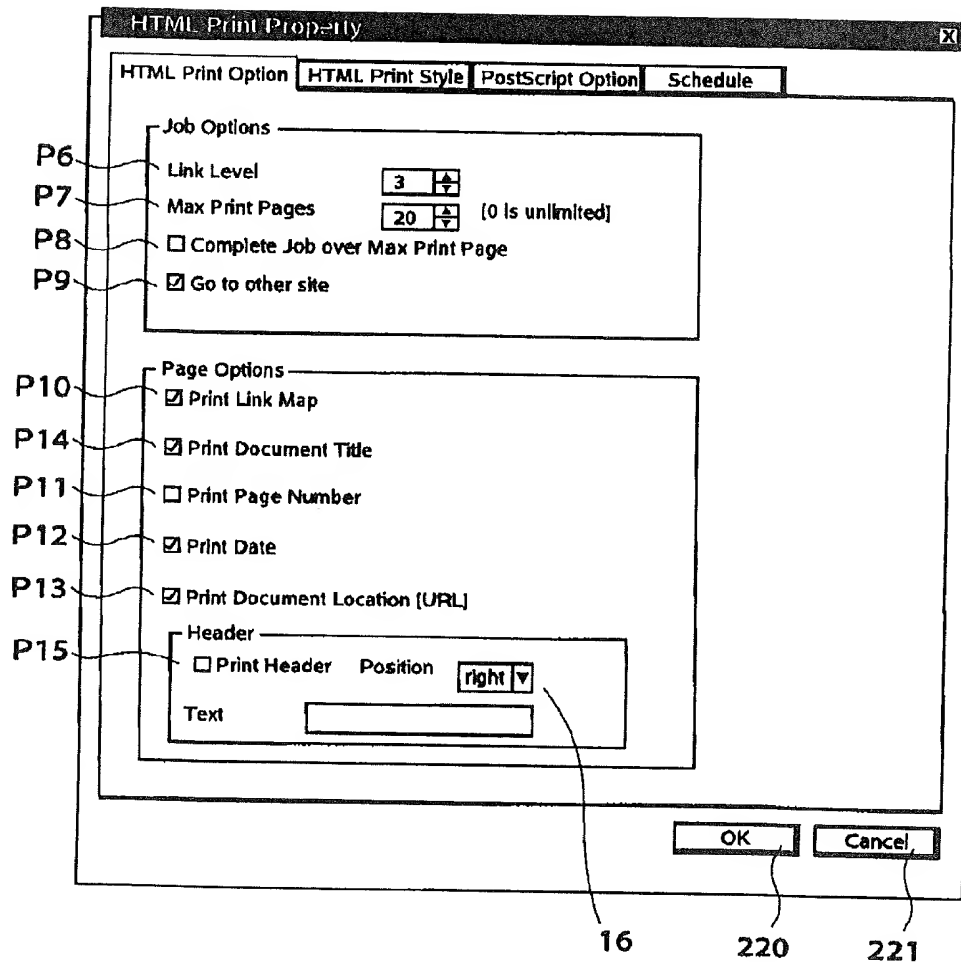 HTML Print Property X
HTML Print Option HTML Print Style PostScript Option Schedule
Job Options
P6 Link Level 3
P7 Max Print Pages 20 [0 is unlimited]
P8 Complete Job over Max Print Page
P9 Go to other site
Page Options
P10 Print Link Map
P14 Print Document Title
P11 Print Page Number
P12 Print Date
P13 Print Document Location [URL]
Header
P15 Print Header Position right
Text
OK Cancel
16 220 221